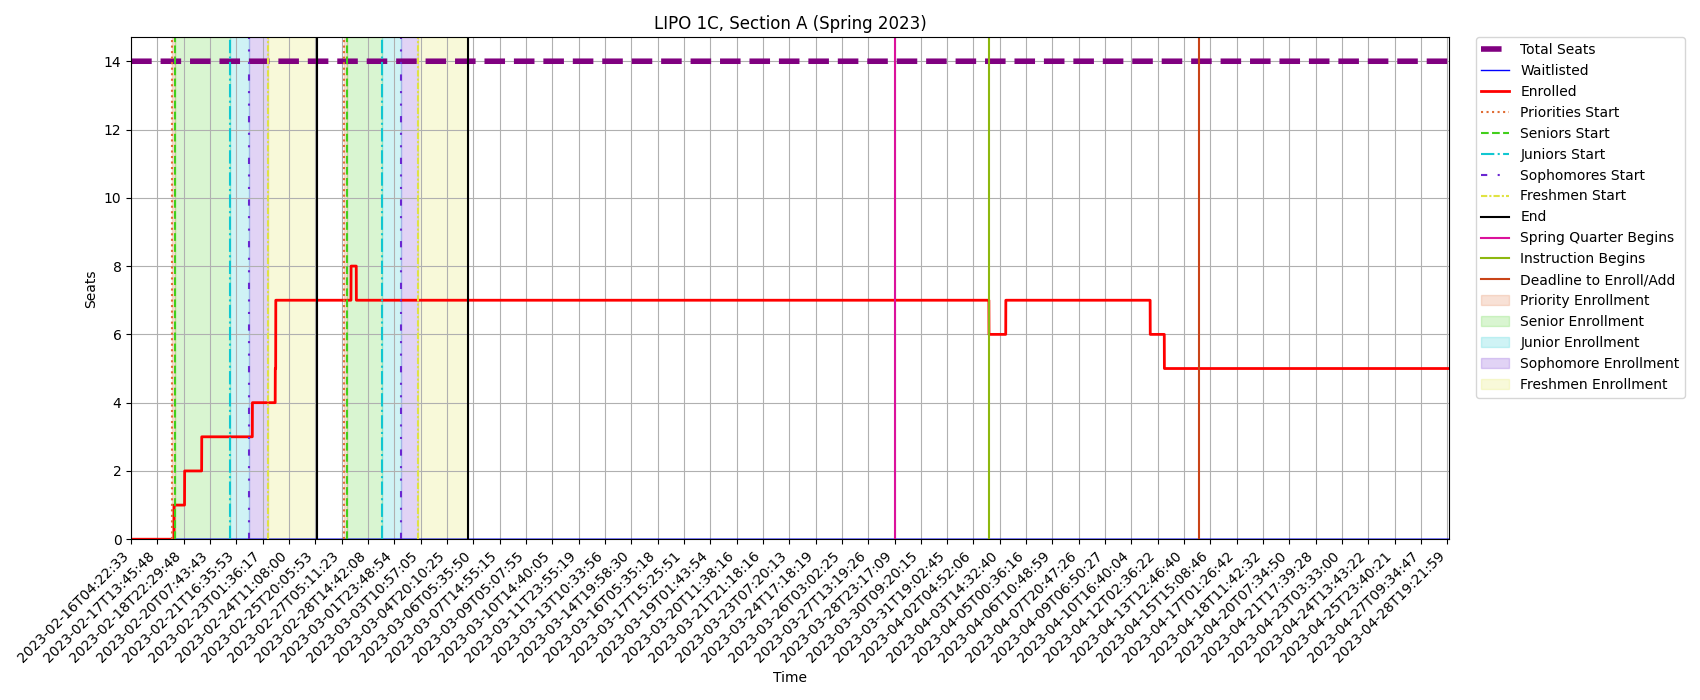 LIPO 1C, Section A (Spring 2023)
Seats
14
12
10
8
6
4
2
0
2023-02-16T04:22:33
2023-02-17T13:45:48
2023-02-18T22:29:48
2023-02-20T07:43:43
2023-02-21T16:35:53
2023-02-23T01:36:17
2023-02-24T11:08:00
2023-02-25T20:05:53
2023-02-27T05:11:23
2023-02-28T14:42:08
2023-03-01T23:48:54
2023-03-03T10:57:05
2023-03-04T20:10:25
2023-03-06T05:35:50
2023-03-07T14:55:15
2023-03-09T05:07:55
2023-03-10T14:40:05
2023-03-11T23:55:19
2023-03-13T10:33:56
2023-03-14T19:58:30
2023-03-16T05:35:18
2023-03-17T15:25:51
2023-03-19T01:43:54
2023-03-20T11:38:16
2023-03-21T21:18:16
2023-03-23T07:20:13
2023-03-24T17:18:19
2023-03-26T03:02:25
2023-03-27T13:19:26
2023-03-28T23:17:09
2023-03-30T09:20:15
2023-03-31T19:02:45
2023-04-02T04:52:06
2023-04-03T14:32:40
2023-04-05T00:36:16
2023-04-06T10:48:59
2023-04-07T20:47:26
2023-04-09T06:50:27
2023-04-10T16:40:04
2023-04-12T02:36:22
2023-04-13T12:46:40
2023-04-15T15:08:46
2023-04-17T01:26:42
2023-04-18T11:42:32
2023-04-20T07:34:50
2023-04-21T17:39:28
2023-04-23T03:33:00
2023-04-24T13:43:22
2023-04-25T23:40:21
2023-04-27T09:34:47
2023-04-28T19:21:59
Time
Total Seats
Waitlisted
Enrolled
Priorities Start
Seniors Start
Juniors Start
Sophomores Start
Freshmen Start
End
Spring Quarter Begins
Instruction Begins
Deadline to Enroll/Add
Priority Enrollment
Senior Enrollment
Junior Enrollment
Sophomore Enrollment
Freshmen Enrollment